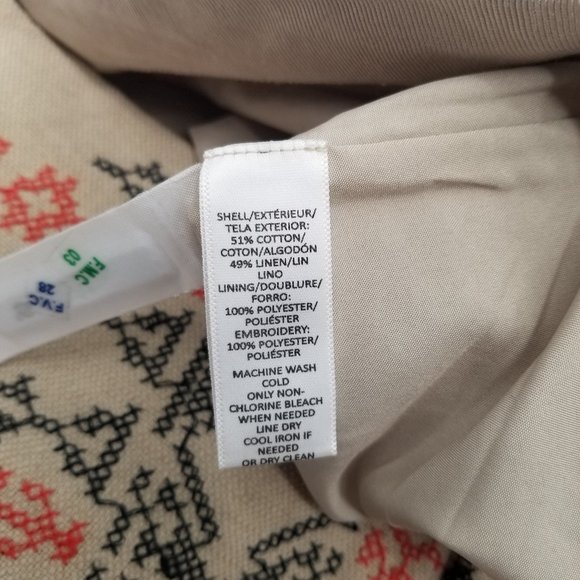 SHELL/EXTÉRIEUR/
TELA EXTERIOR:
51% COTTON/
COTON/ALGODÓN
49% LINEN/LIN
LINO
LINING/DOUBLURE/
FORRO:
100% POLYESTER/
POLIÉSTER
EMBROIDERY:
100% POLYESTER/
POLIÉSTER
MACHINE WASH
COLD
ONLY NON-
CHLORINE BLEACH
WHEN NEEDED
LINE DRY
COOL IRON IF
NEEDED
OR DRY CLEAN
F.N.C
03
F.V.C
28